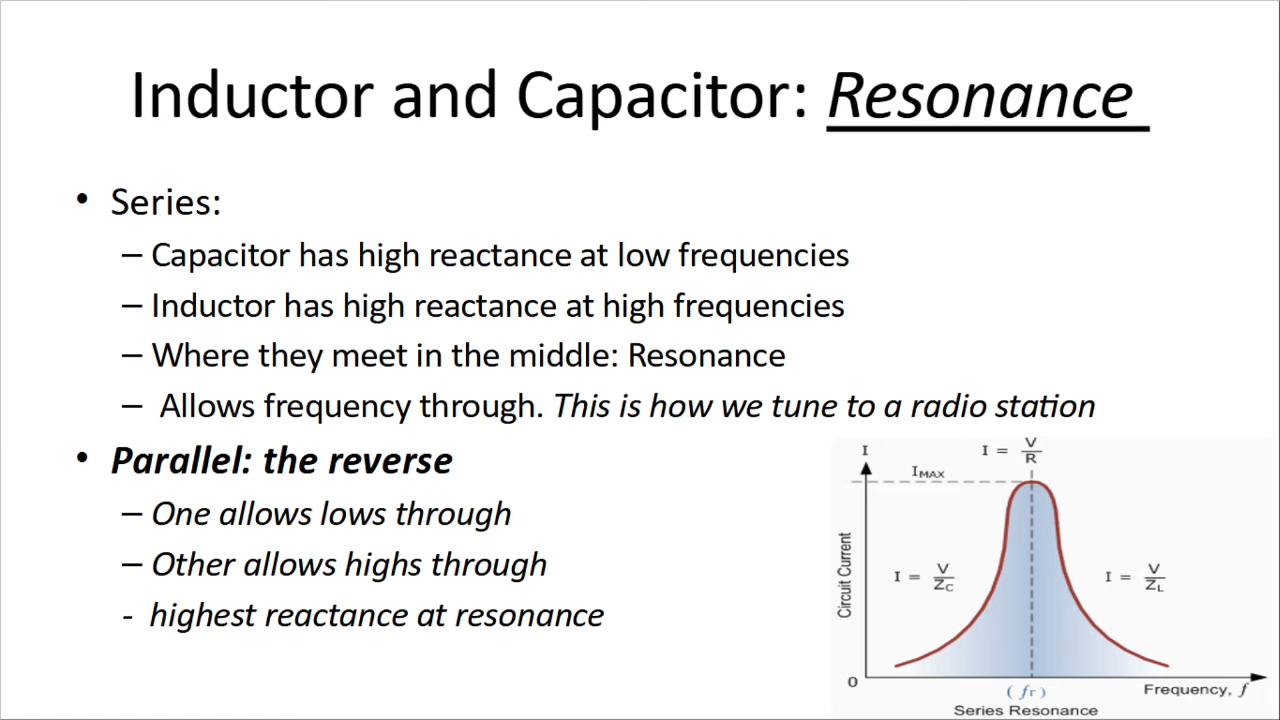 Inductor and Capacitor: Resonance
• Series:
– Capacitor has high reactance at low frequencies
– Inductor has high reactance at high frequencies
– Where they meet in the middle: Resonance
– Allows frequency through. This is how we tune to a radio station
• Parallel: the reverse
– One allows lows through
– Other allows highs through
- highest reactance at resonance
I
I = V/R
IMAX
Circuit Current
I = V/ZC
I = V/ZL
0
(fr)
Frequency, f
Series Resonance